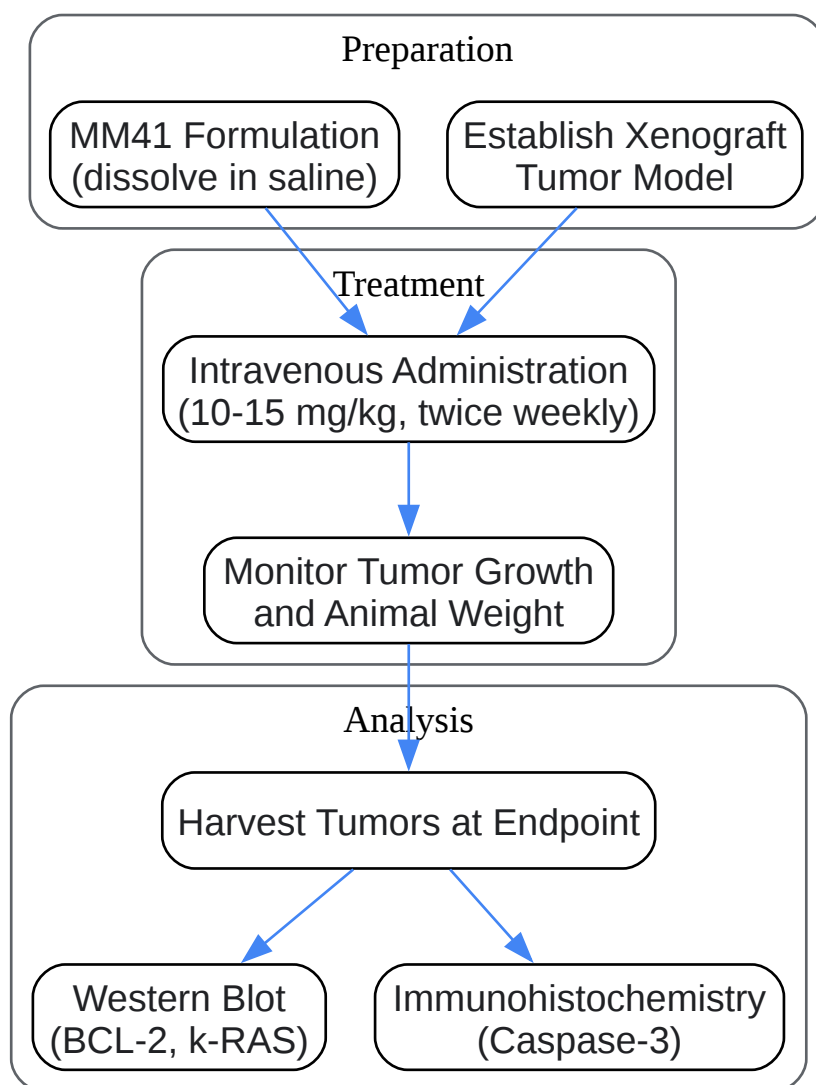 Preparation
MM41 Formulation
(dissolve in saline)
Establish Xenograft
Tumor Model
Treatment
Intravenous Administration
(10-15 mg/kg, twice weekly)
Monitor Tumor Growth
and Animal Weight
Analysis
Harvest Tumors at Endpoint
Western Blot
(BCL-2, k-RAS)
Immunohistochemistry
(Caspase-3)